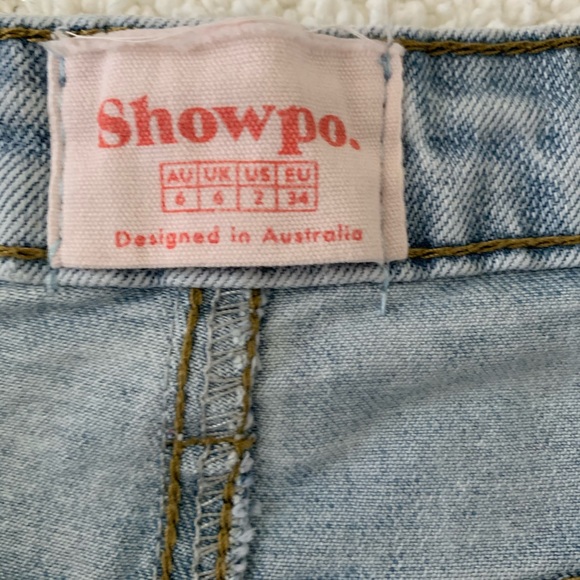 Showpo.
AU UK US EU
6 6 2 34
Designed in Australia